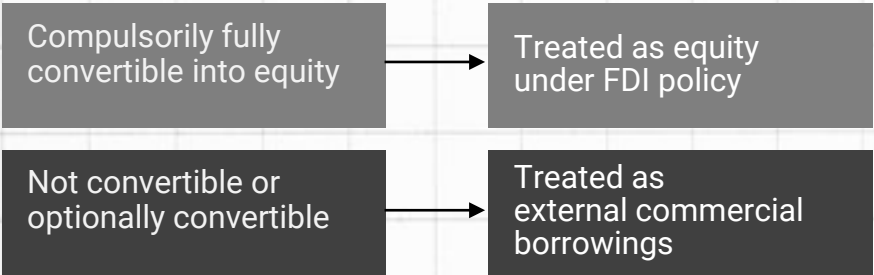 Compulsorily fully
convertible into equity
Treated as equity
under FDI policy
Not convertible or
optionally convertible
Treated as
external commercial
borrowings